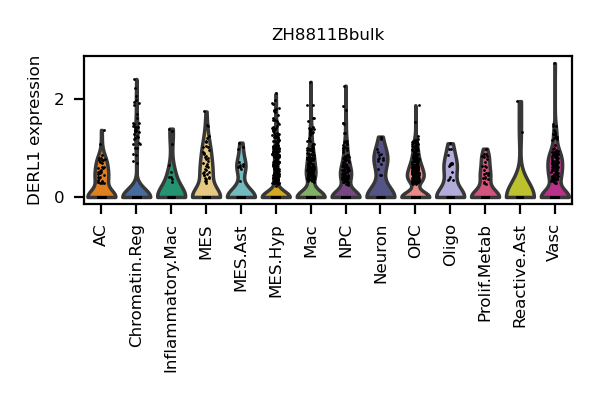 ZH8811Bbulk
DERL1 expression
2
0
AC
Chromatin.Reg
Inflammatory.Mac
MES
MES.Ast
MES.Hyp
Mac
NPC
Neuron
OPC
Oligo
Prolif.Metab
Reactive.Ast
Vasc